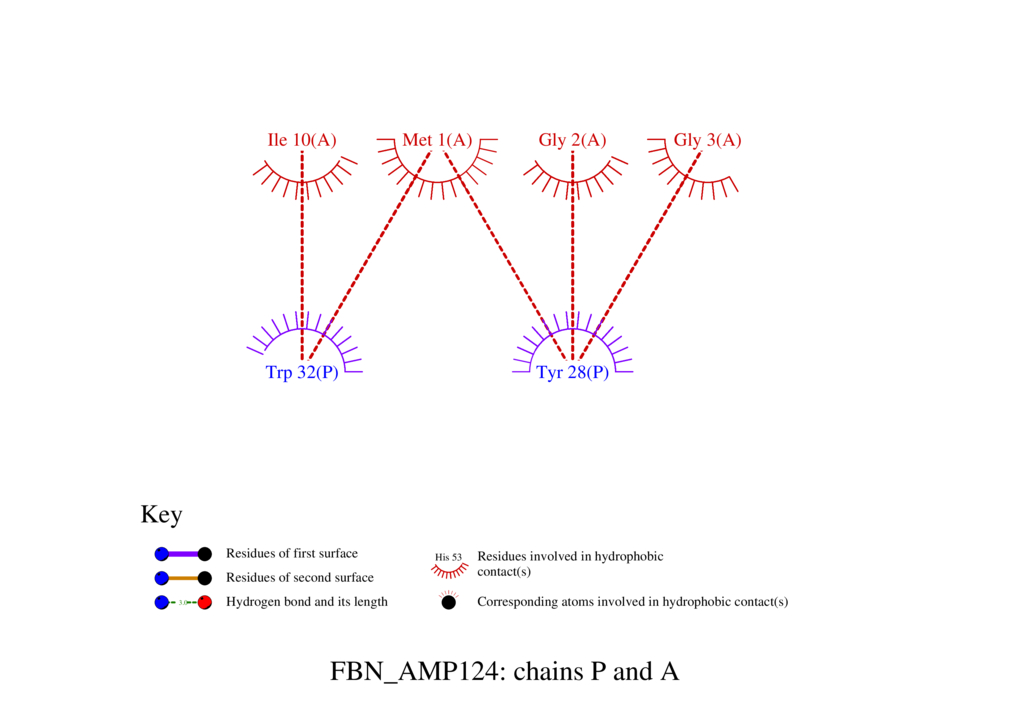 Ile 10(A) Met 1(A) Gly 2(A) Gly 3(A)
Trp 32(P) Tyr 28(P)
Key
Residues of first surface
Residues of second surface
3.0
Hydrogen bond and its length
His 53
Residues involved in hydrophobic
contact(s)
Corresponding atoms involved in hydrophobic contact(s)
FBN_AMP124: chains P and A